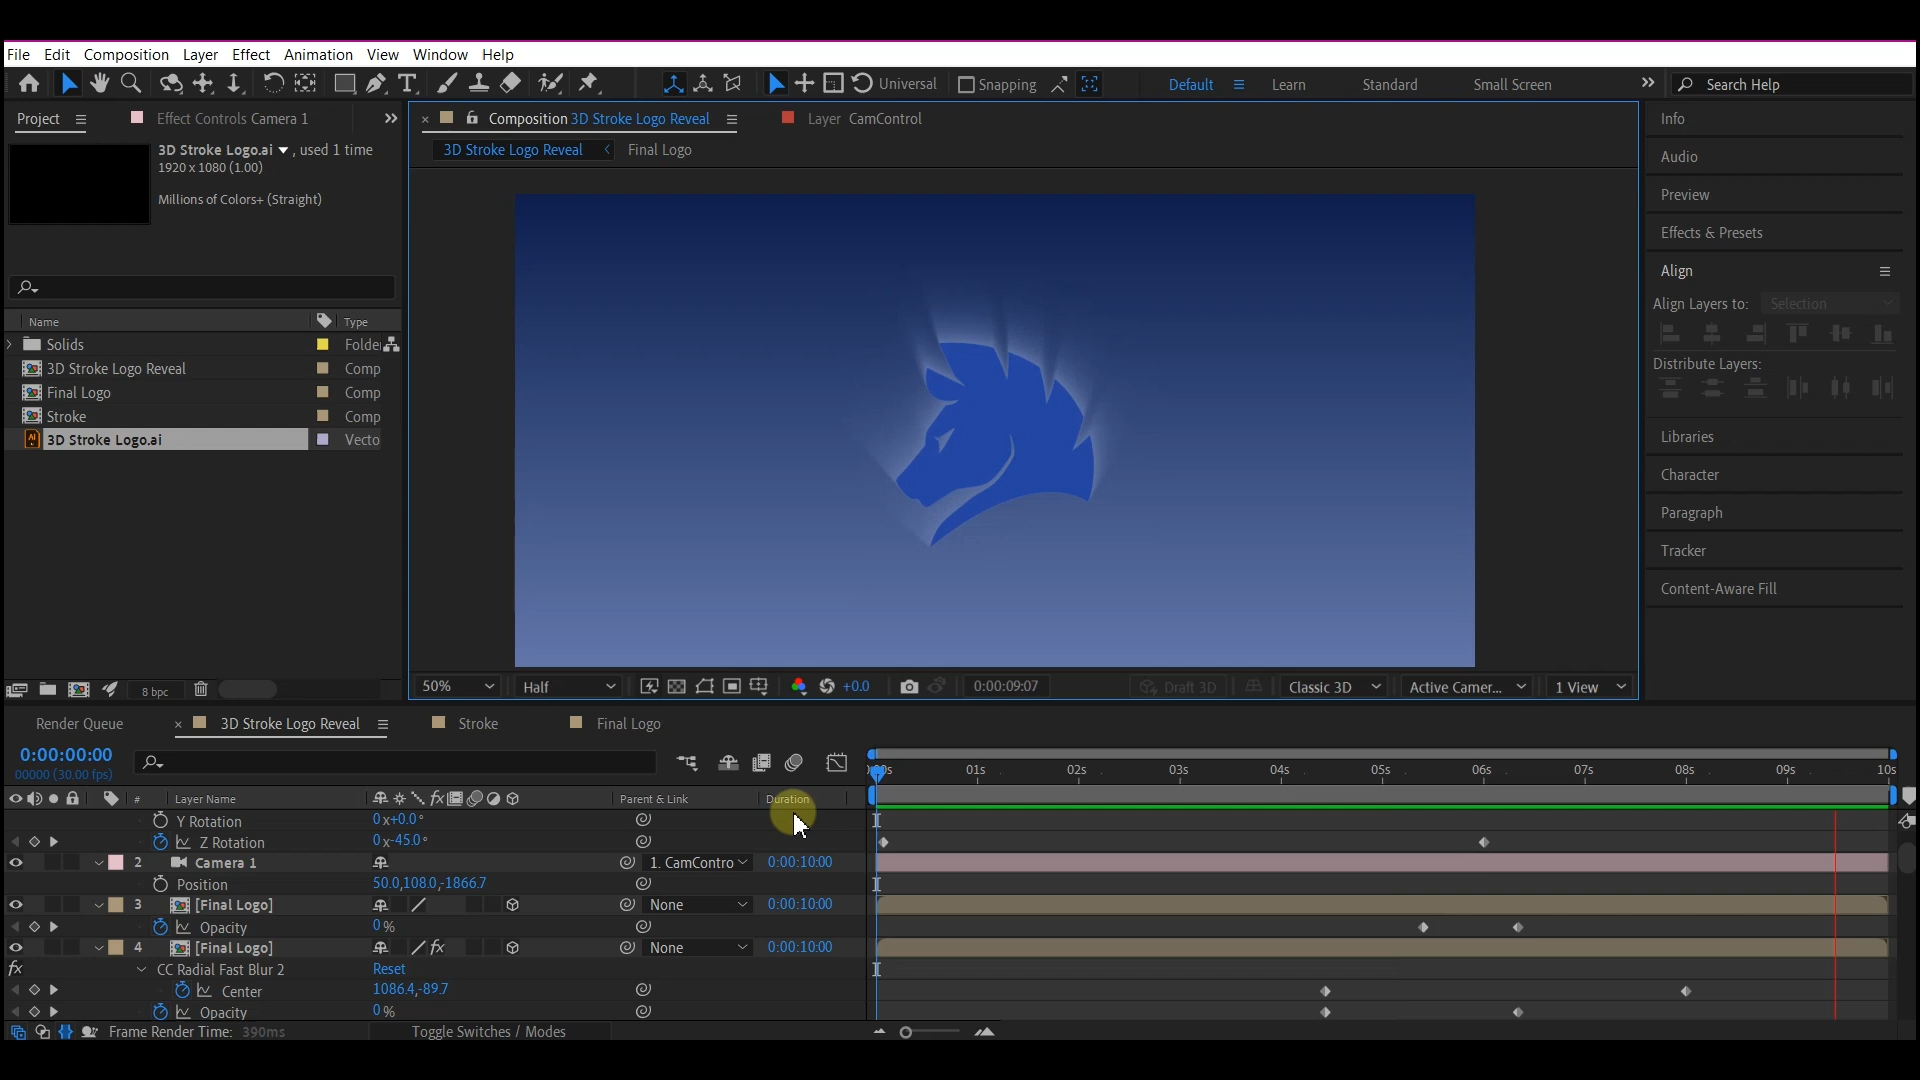 File Edit Composition Layer Effect Animation View Window Help
Universal Snapping Default Learn Standard Small Screen Search Help
Project Effect Controls Camera 1
Composition 3D Stroke Logo Reveal Layer CamControl
3D Stroke Logo Reveal Final Logo
3D Stroke Logo.ai , used 1 time
1920 x 1080 (1.00)
Millions of Colors+ (Straight)
Name Type
Solids Folde
3D Stroke Logo Reveal Comp
Final Logo Comp
Stroke Comp
3D Stroke Logo.ai Vecto
8 bpc
50% Half +0.0 0:00:09:07 Draft 3D Classic 3D Active Camer... 1 View
Info
Audio
Preview
Effects & Presets
Align
Align Layers to: Selection
Distribute Layers:
Libraries
Character
Paragraph
Tracker
Content-Aware Fill
Render Queue 3D Stroke Logo Reveal Stroke Final Logo
0:00:00:00
00000 (30.00 fps)
01s 02s 03s 04s 05s 06s 07s 08s 09s 10s
# Layer Name Parent & Link Duration
Y Rotation 0x+0.0°
Z Rotation 0x-45.0°
2 Camera 1 1. CamContro 0:00:10:00
Position 50.0,108.0,-1866.7
3 [Final Logo] None 0:00:10:00
Opacity 0%
4 [Final Logo] None 0:00:10:00
fx CC Radial Fast Blur 2 Reset
Center 1086.4,-89.7
Opacity 0%
Frame Render Time: 390ms Toggle Switches / Modes